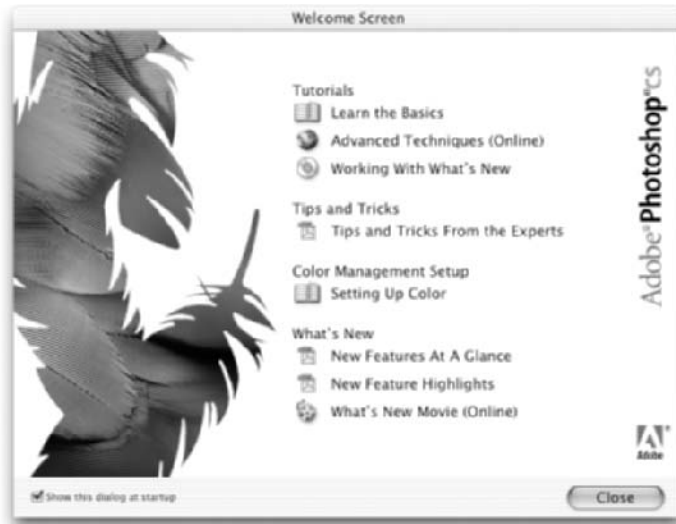 Welcome Screen
Tutorials
Learn the Basics
Advanced Techniques (Online)
Working With What's New
Tips and Tricks
Tips and Tricks From the Experts
Color Management Setup
Setting Up Color
What's New
New Features At A Glance
New Feature Highlights
What's New Movie (Online)
Adobe® Photoshop® CS
Adobe
Show this dialog at startup
Close